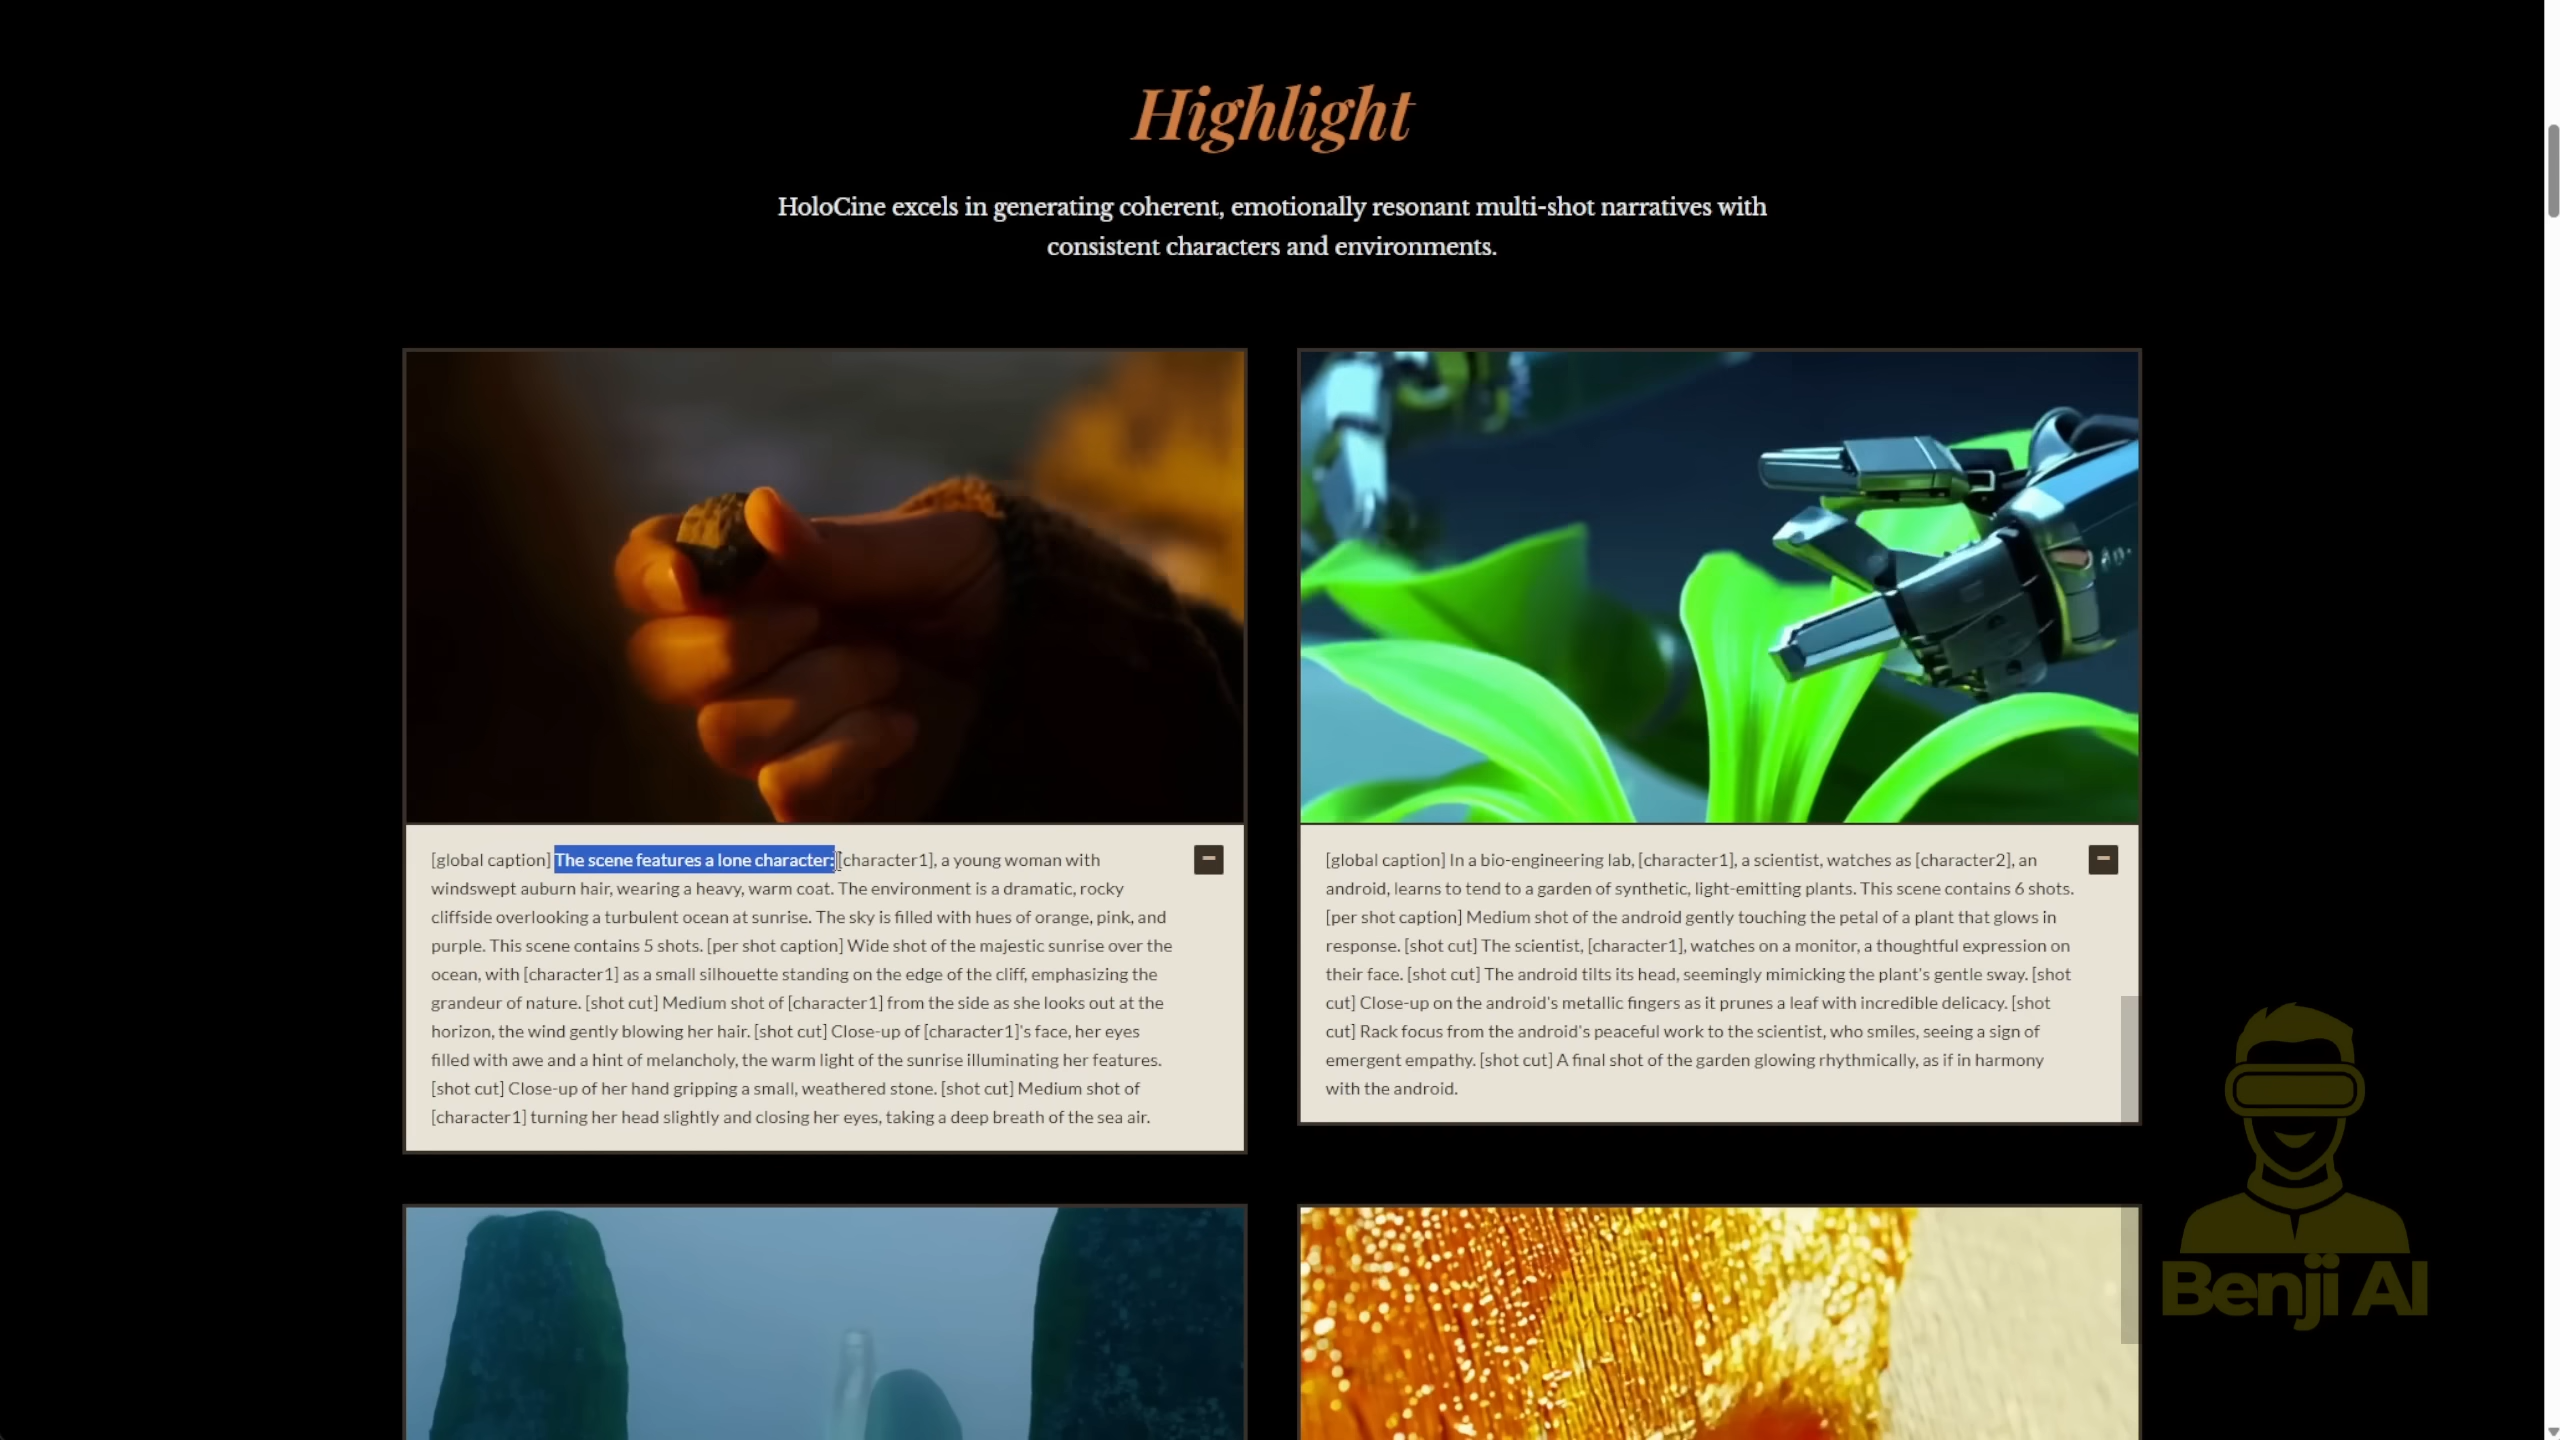 Highlight
HoloCine excels in generating coherent, emotionally resonant multi-shot narratives with
consistent characters and environments.
[global caption] The scene features a lone character: [character1], a young woman with
windswept auburn hair, wearing a heavy, warm coat. The environment is a dramatic, rocky
cliffside overlooking a turbulent ocean at sunrise. The sky is filled with hues of orange, pink, and
purple. This scene contains 5 shots. [per shot caption] Wide shot of the majestic sunrise over the
ocean, with [character1] as a small silhouette standing on the edge of the cliff, emphasizing the
grandeur of nature. [shot cut] Medium shot of [character1] from the side as she looks out at the
horizon, the wind gently blowing her hair. [shot cut] Close-up of [character1]'s face, her eyes
filled with awe and a hint of melancholy, the warm light of the sunrise illuminating her features.
[shot cut] Close-up of her hand gripping a small, weathered stone. [shot cut] Medium shot of
[character1] turning her head slightly and closing her eyes, taking a deep breath of the sea air.
[global caption] In a bio-engineering lab, [character1], a scientist, watches as [character2], an
android, learns to tend to a garden of synthetic, light-emitting plants. This scene contains 6 shots.
[per shot caption] Medium shot of the android gently touching the petal of a plant that glows in
response. [shot cut] The scientist, [character1], watches on a monitor, a thoughtful expression on
their face. [shot cut] The android tilts its head, seemingly mimicking the plant's gentle sway. [shot
cut] Close-up on the android's metallic fingers as it prunes a leaf with incredible delicacy. [shot
cut] Rack focus from the android's peaceful work to the scientist, who smiles, seeing a sign of
emergent empathy. [shot cut] A final shot of the garden glowing rhythmically, as if in harmony
with the android.
Benji AI